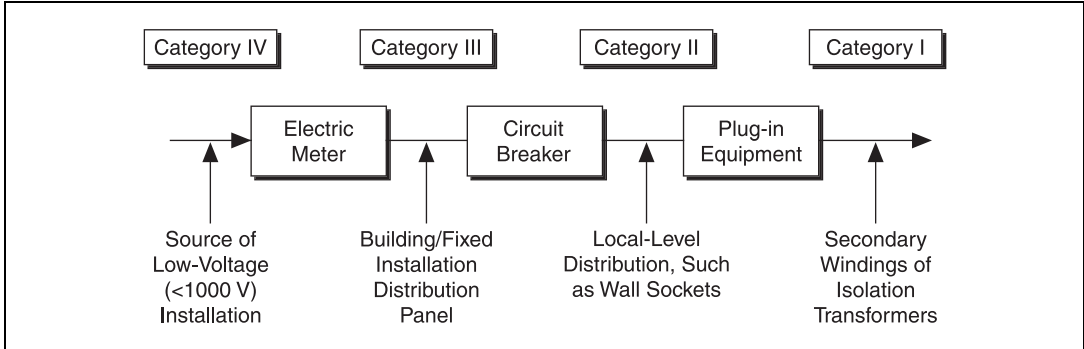 Category IV
Category III
Category II
Category I
Electric
Meter
Circuit
Breaker
Plug-in
Equipment
Source of
Low-Voltage
(<1000 V)
Installation
Building/Fixed
Installation
Distribution
Panel
Local-Level
Distribution, Such
as Wall Sockets
Secondary
Windings of
Isolation
Transformers